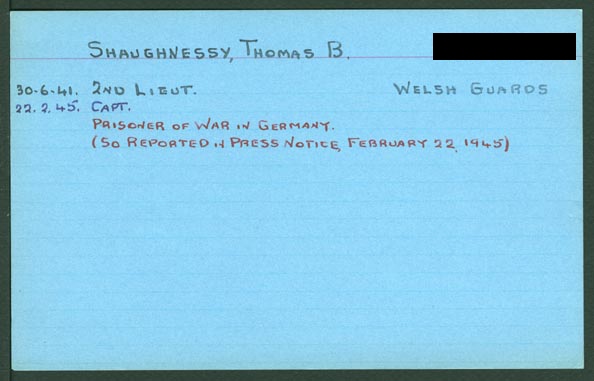 SHAUGHNESSY, THOMAS B.
30-6-41. 2ND LIEUT. WELSH GUARDS
22.2.45. CAPT.
PRISONER OF WAR IN GERMANY.
(SO REPORTED IN PRESS NOTICE, FEBRUARY 22, 1945)